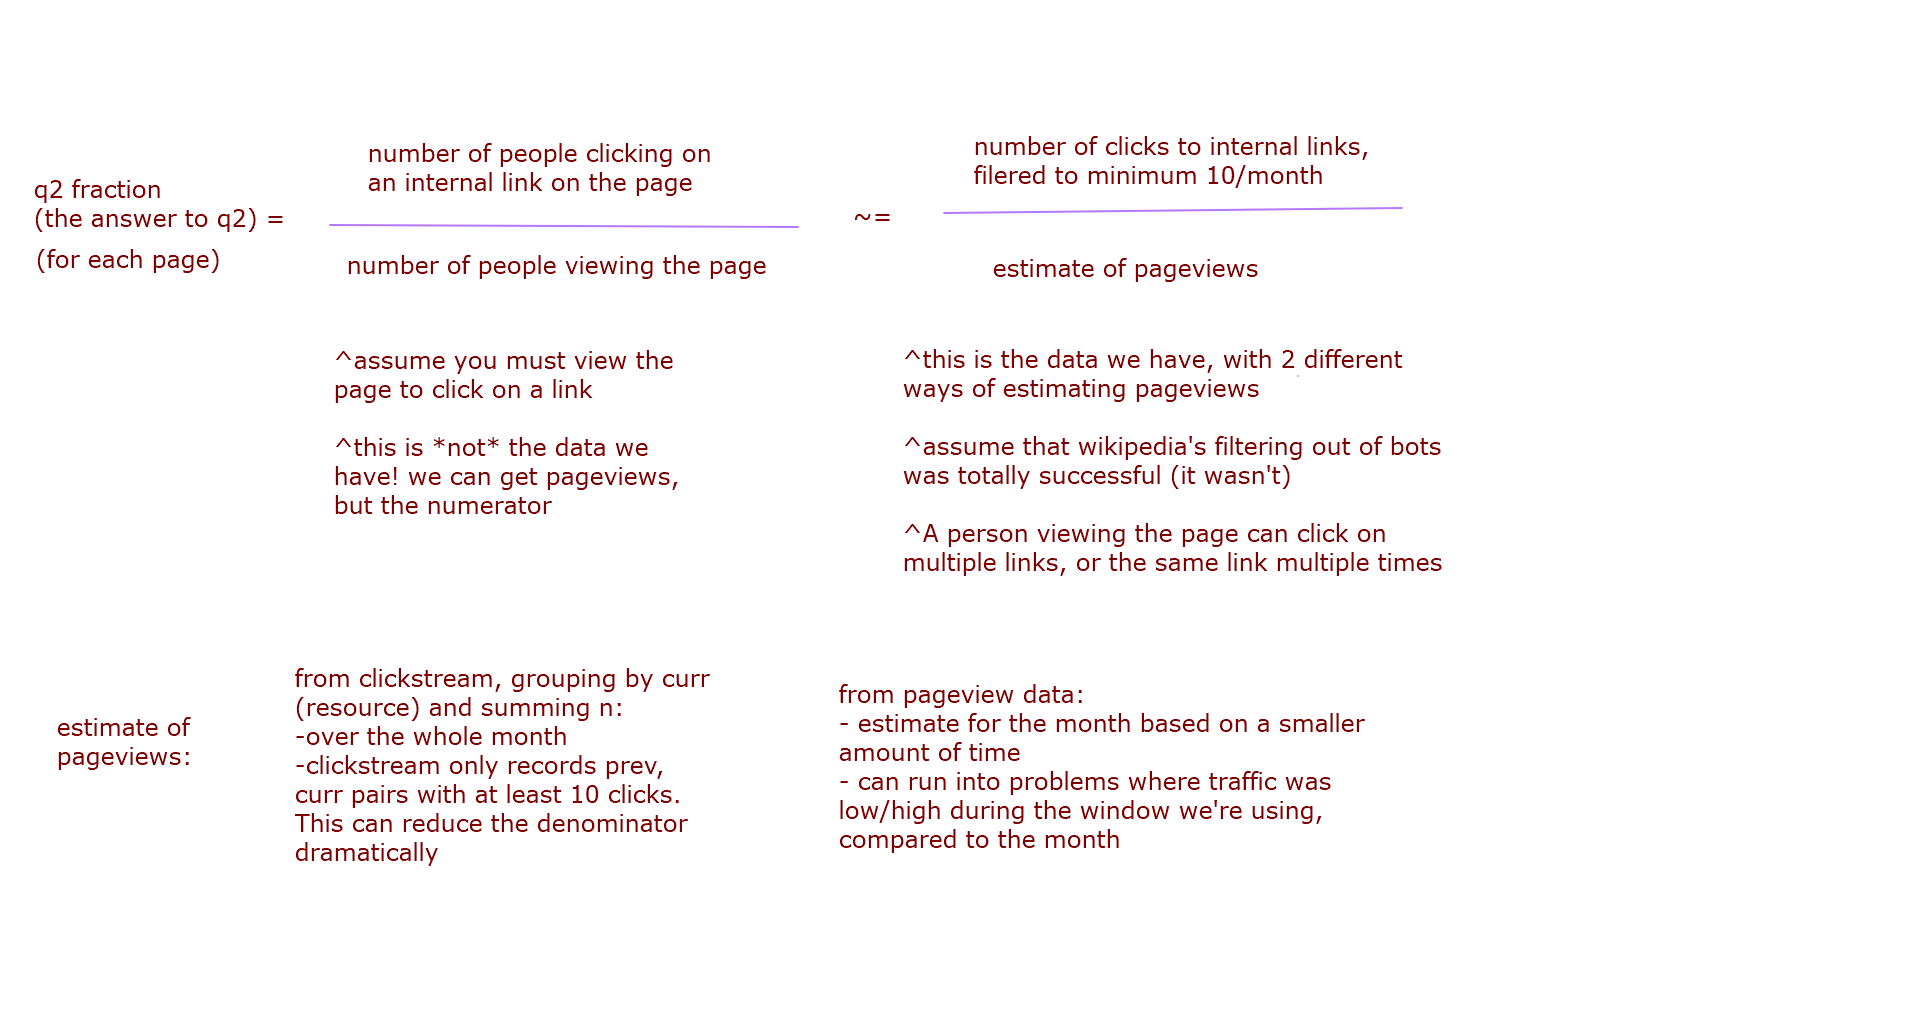 q2 fraction
(the answer to q2) =
(for each page)
number of people clicking on
an internal link on the page
number of people viewing the page
~=
number of clicks to internal links,
filered to minimum 10/month
estimate of pageviews
^assume you must view the
page to click on a link
^this is *not* the data we
have! we can get pageviews,
but the numerator
^this is the data we have, with 2 different
ways of estimating pageviews
^assume that wikipedia's filtering out of bots
was totally successful (it wasn't)
^A person viewing the page can click on
multiple links, or the same link multiple times
estimate of
pageviews:
from clickstream, grouping by curr
(resource) and summing n:
-over the whole month
-clickstream only records prev,
curr pairs with at least 10 clicks.
This can reduce the denominator
dramatically
from pageview data:
- estimate for the month based on a smaller
amount of time
- can run into problems where traffic was
low/high during the window we're using,
compared to the month